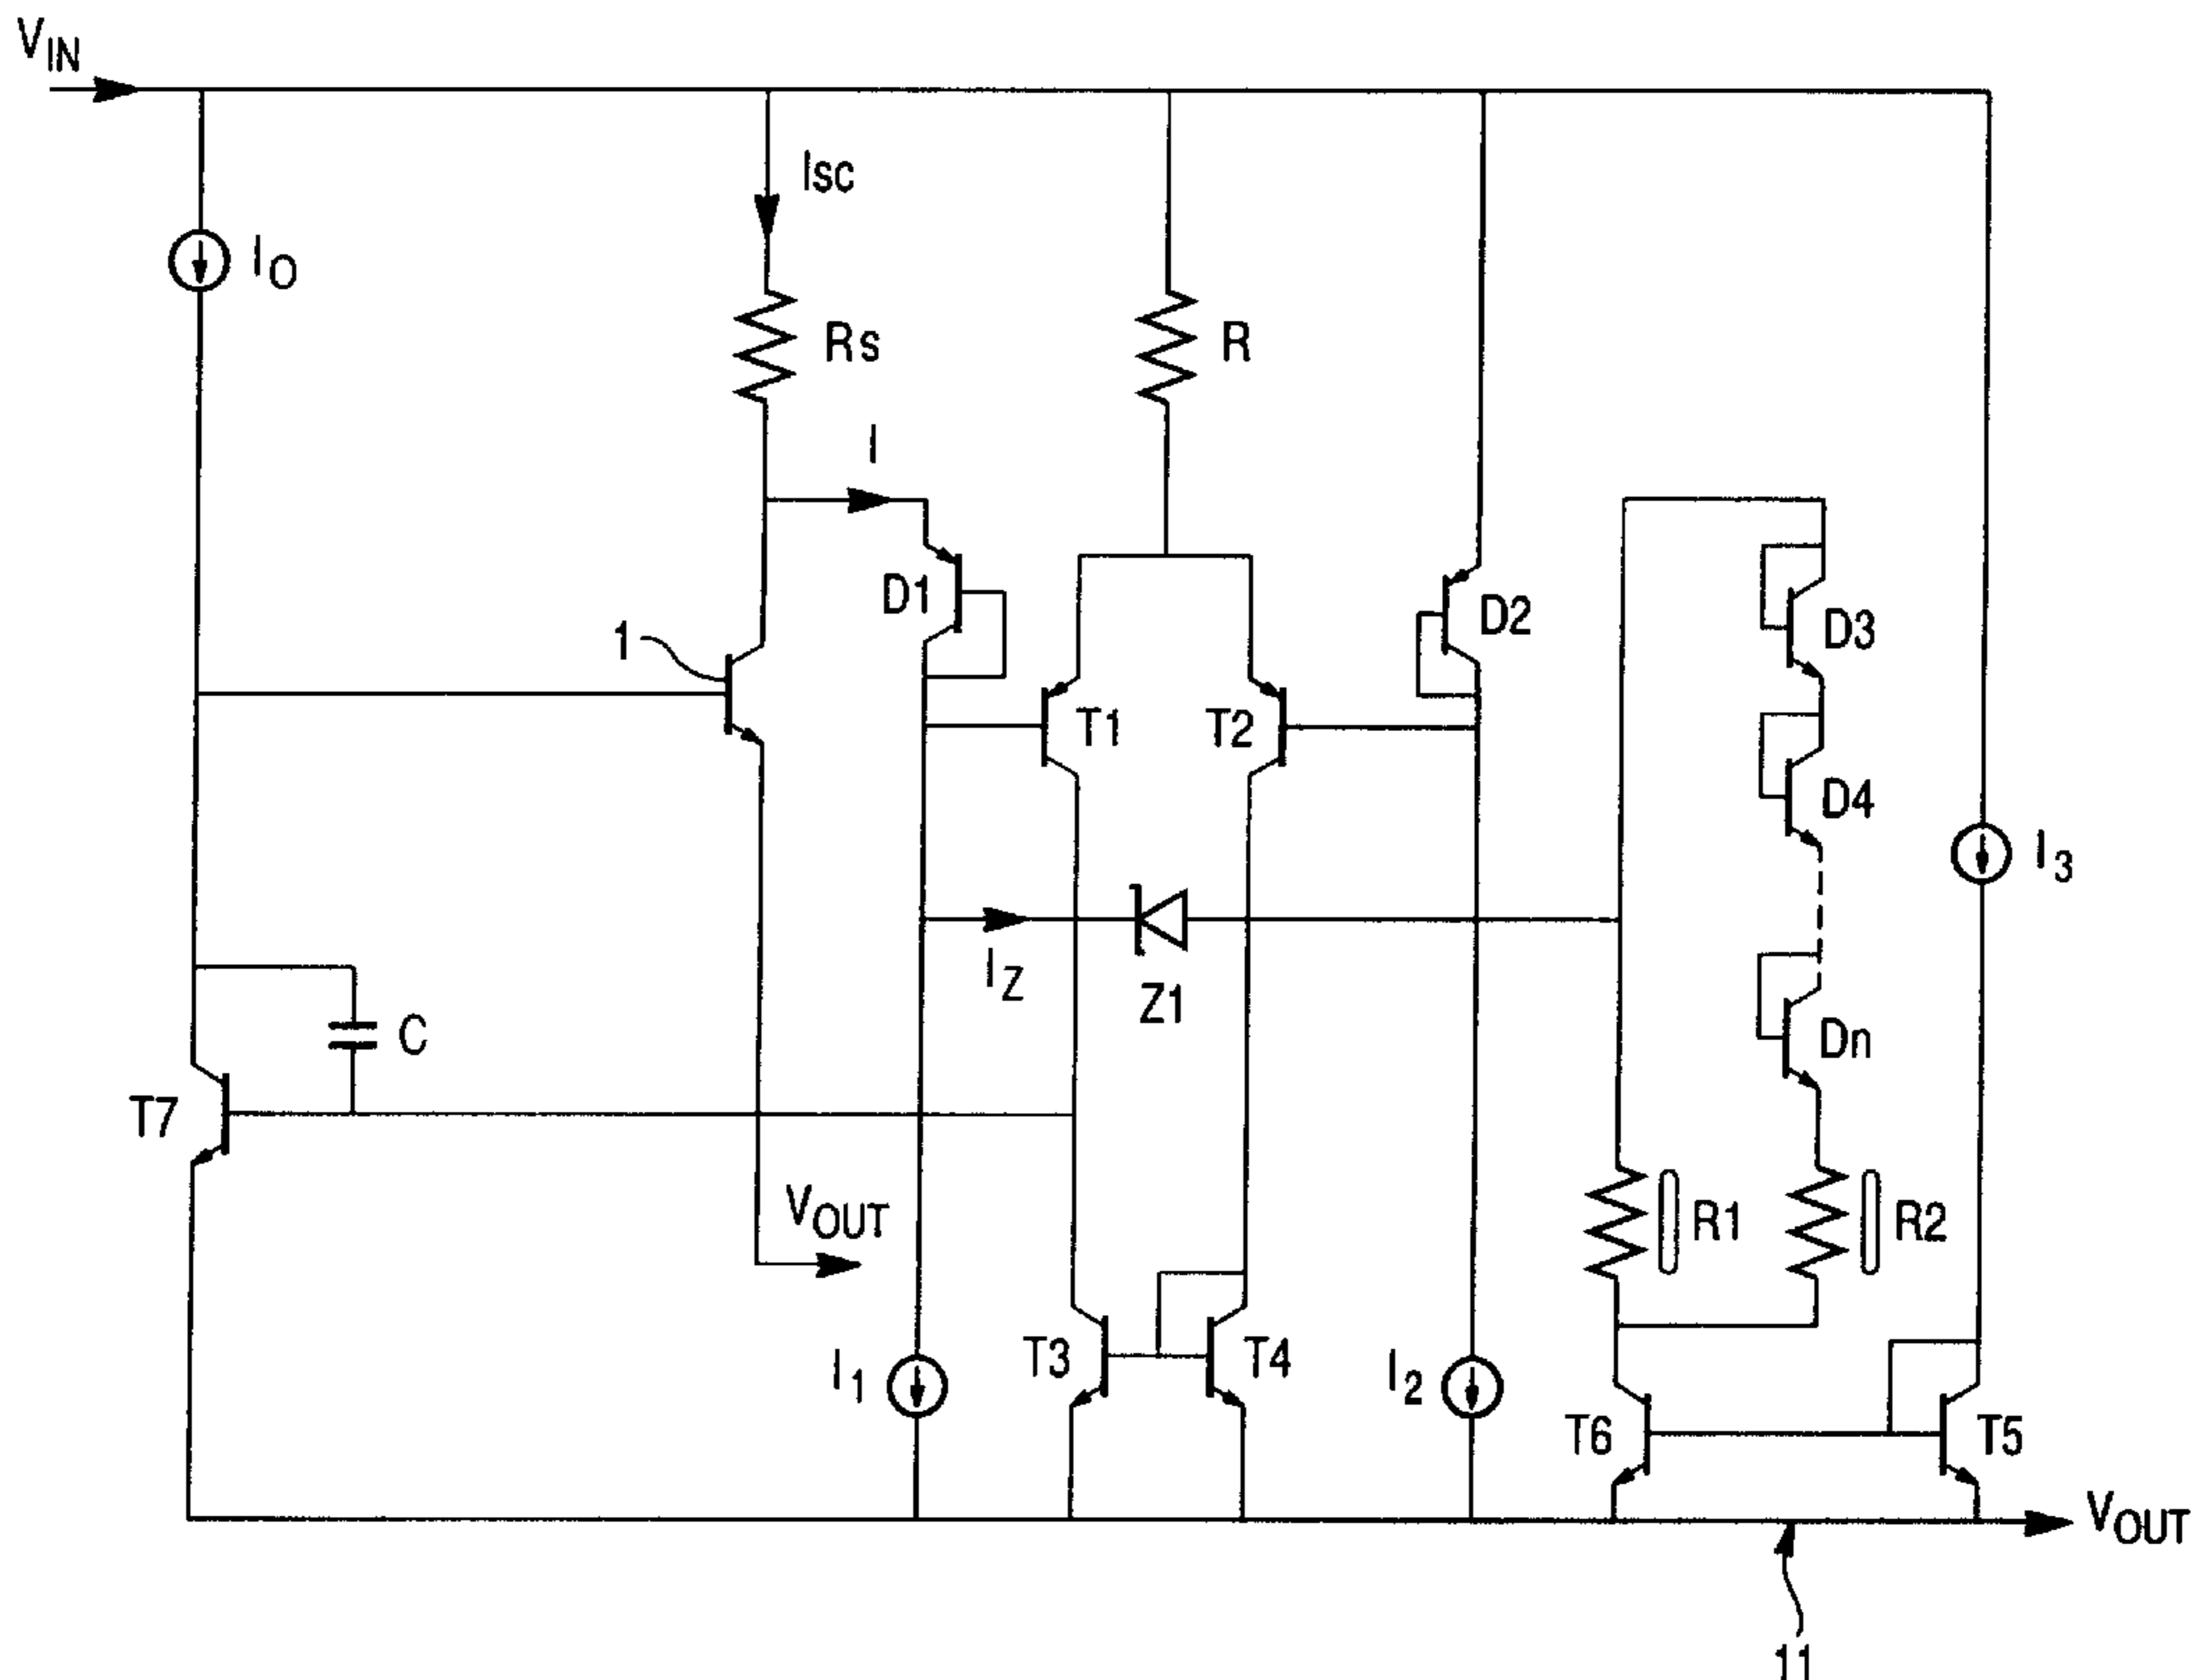 VIN
Isc
IO
Rs
R
I
D1
D2
D3
1
T1
T2
D4
I3
IZ
Z1
C
Dn
T7
VOUT
R1
R2
T3
T4
I1
I2
T6
T5
VOUT
11